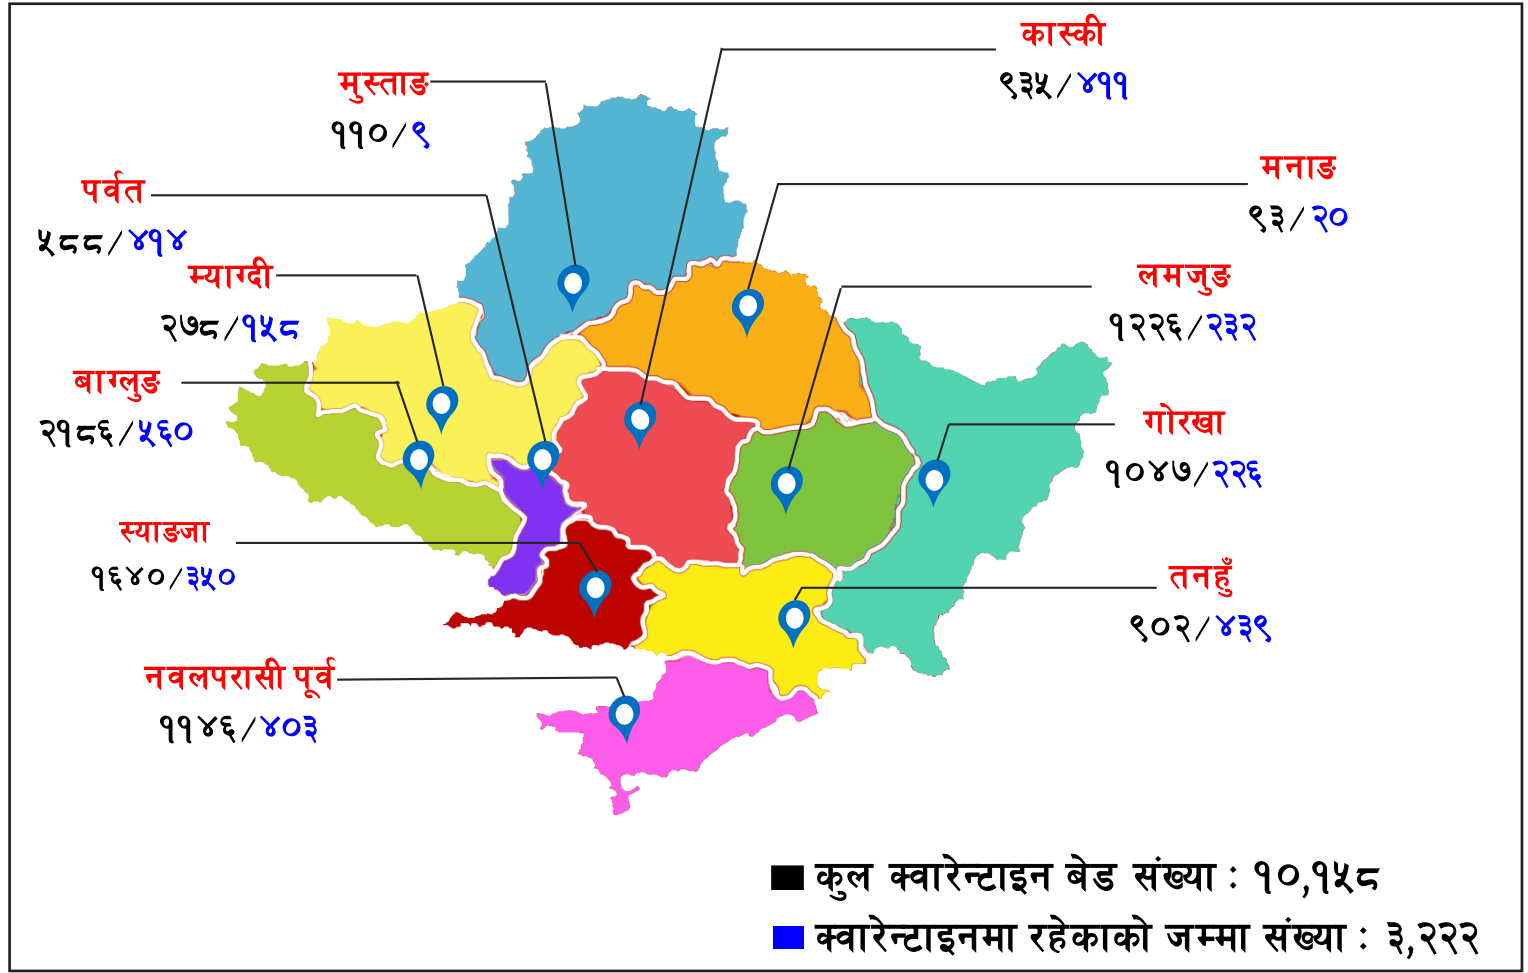 कास्की
९३५/४११
मुस्ताङ
११०/९
मनाङ
९३/२०
पर्वत
५८८/४१४
म्याग्दी
२७८/१५८
लमजुङ
१२२६/२३२
बाग्लुङ
२१८६/५६०
गोरखा
१०४७/२२६
स्याङजा
१६४०/३५०
तनहुँ
९०२/४३९
नवलपरासी पूर्व
११४६/४०३
कुल क्वारेन्टाइन बेड संख्या : १०,१५८
क्वारेन्टाइनमा रहेकाको जम्मा संख्या : ३,२२२